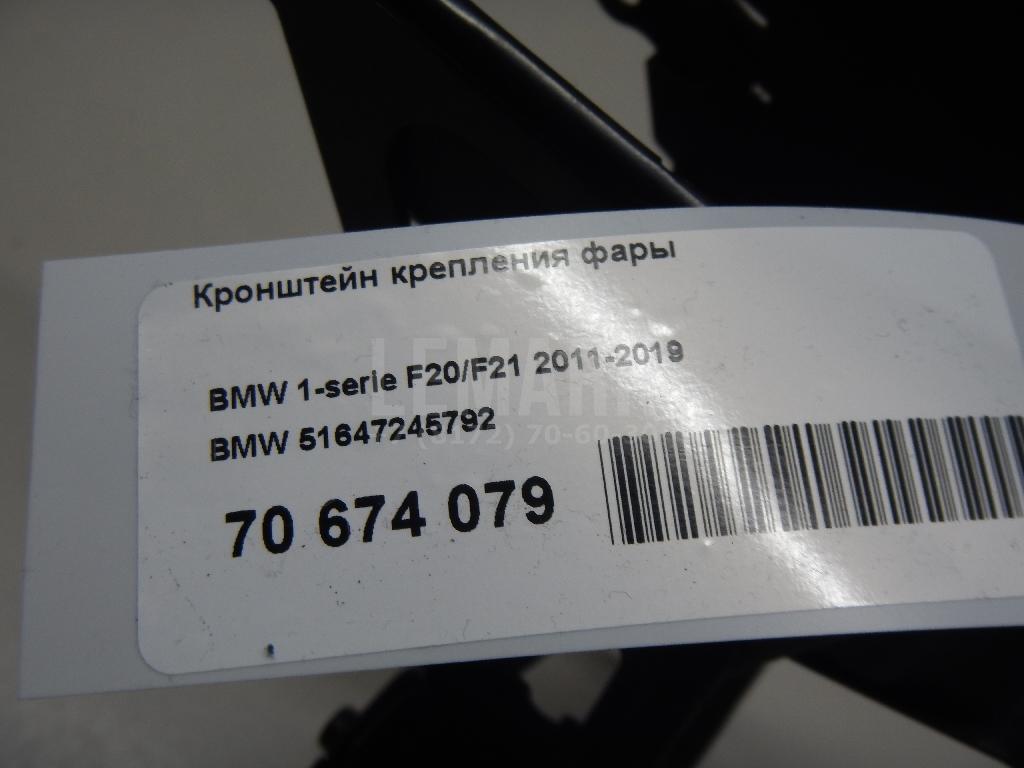 Кронштейн крепления фары
BMW 1-serie F20/F21 2011-2019
BMW 51647245792
70 674 079